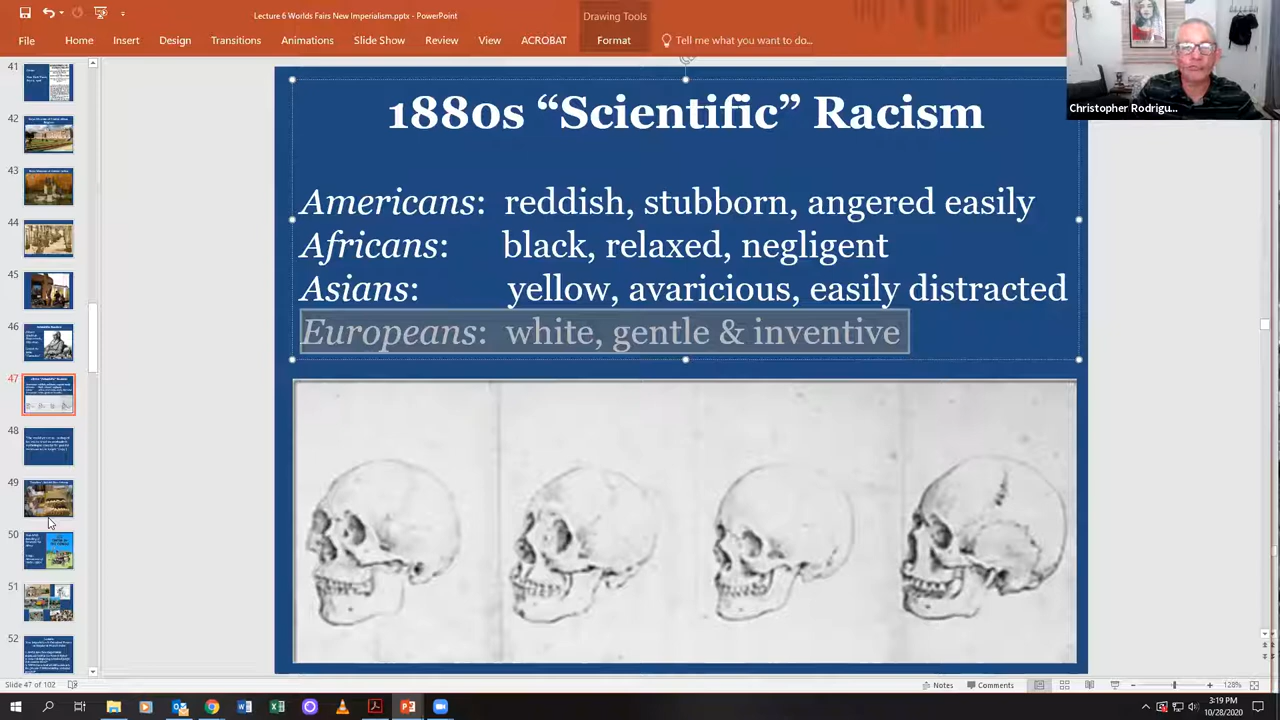 Lecture 6 Worlds Fairs New Imperialism.pptx - PowerPoint
Drawing Tools
File Home Insert Design Transitions Animations Slide Show Review View ACROBAT Format Tell me what you want to do...
Christopher Rodrigu...
1880s “Scientific” Racism
Americans: reddish, stubborn, angered easily
Africans: black, relaxed, negligent
Asians: yellow, avaricious, easily distracted
Europeans: white, gentle & inventive
41
43
44
45
46
48
49
50
51
52
Slide 47 of 102
Notes
Comments
128%
3:19 PM
10/28/2020